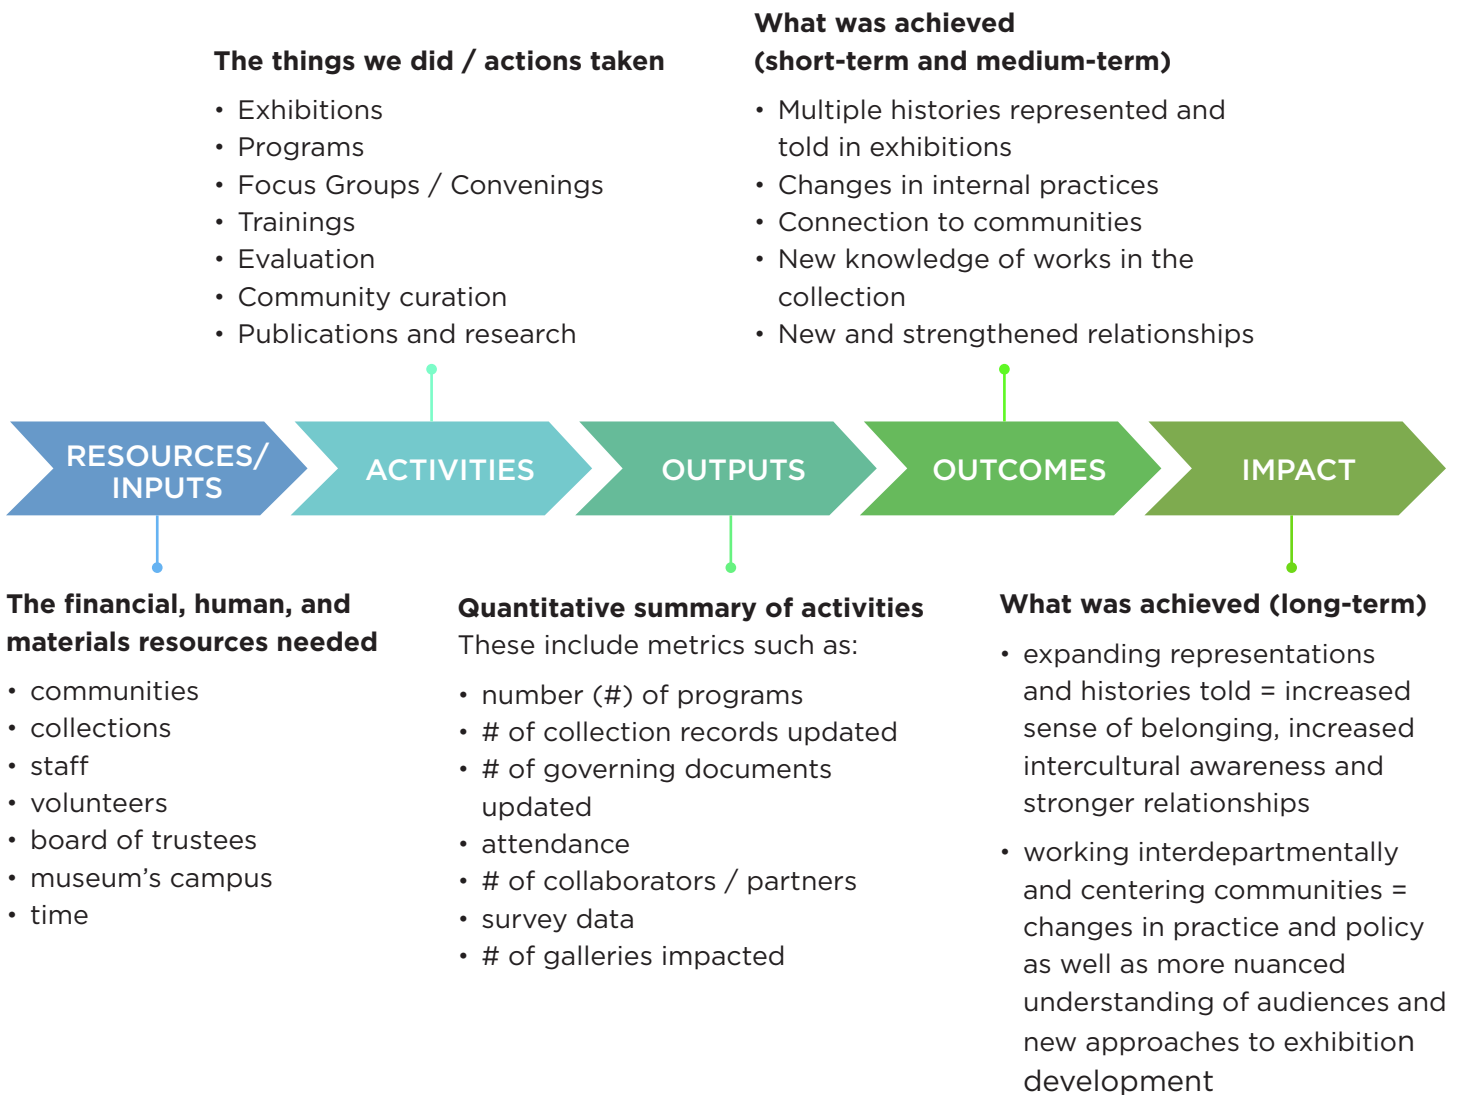 The things we did / actions taken
• Exhibitions
• Programs
• Focus Groups / Convenings
• Trainings
• Evaluation
• Community curation
• Publications and research
What was achieved
(short-term and medium-term)
• Multiple histories represented and
told in exhibitions
• Changes in internal practices
• Connection to communities
• New knowledge of works in the
collection
• New and strengthened relationships
RESOURCES/
INPUTS
ACTIVITIES
OUTPUTS
OUTCOMES
IMPACT
The financial, human, and
materials resources needed
• communities
• collections
• staff
• volunteers
• board of trustees
• museum’s campus
• time
Quantitative summary of activities
These include metrics such as:
• number (#) of programs
• # of collection records updated
• # of governing documents
updated
• attendance
• # of collaborators / partners
• survey data
• # of galleries impacted
What was achieved (long-term)
• expanding representations
and histories told = increased
sense of belonging, increased
intercultural awareness and
stronger relationships
• working interdepartmentally
and centering communities =
changes in practice and policy
as well as more nuanced
understanding of audiences and
new approaches to exhibition
development